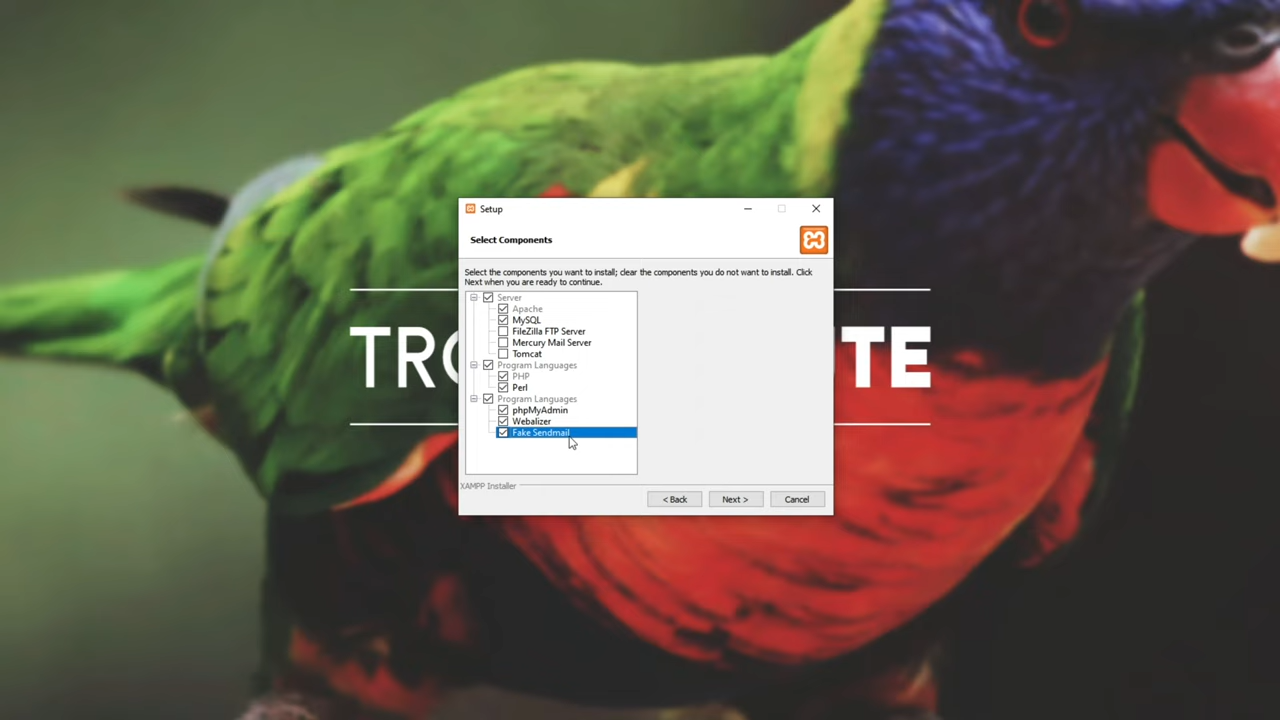 Setup
Select Components
Select the components you want to install; clear the components you do not want to install. Click
Next when you are ready to continue.
Server
Apache
MySQL
FileZilla FTP Server
Mercury Mail Server
Tomcat
Program Languages
PHP
Perl
Program Languages
phpMyAdmin
Webalizer
Fake Sendmail
XAMPP Installer
< Back
Next >
Cancel